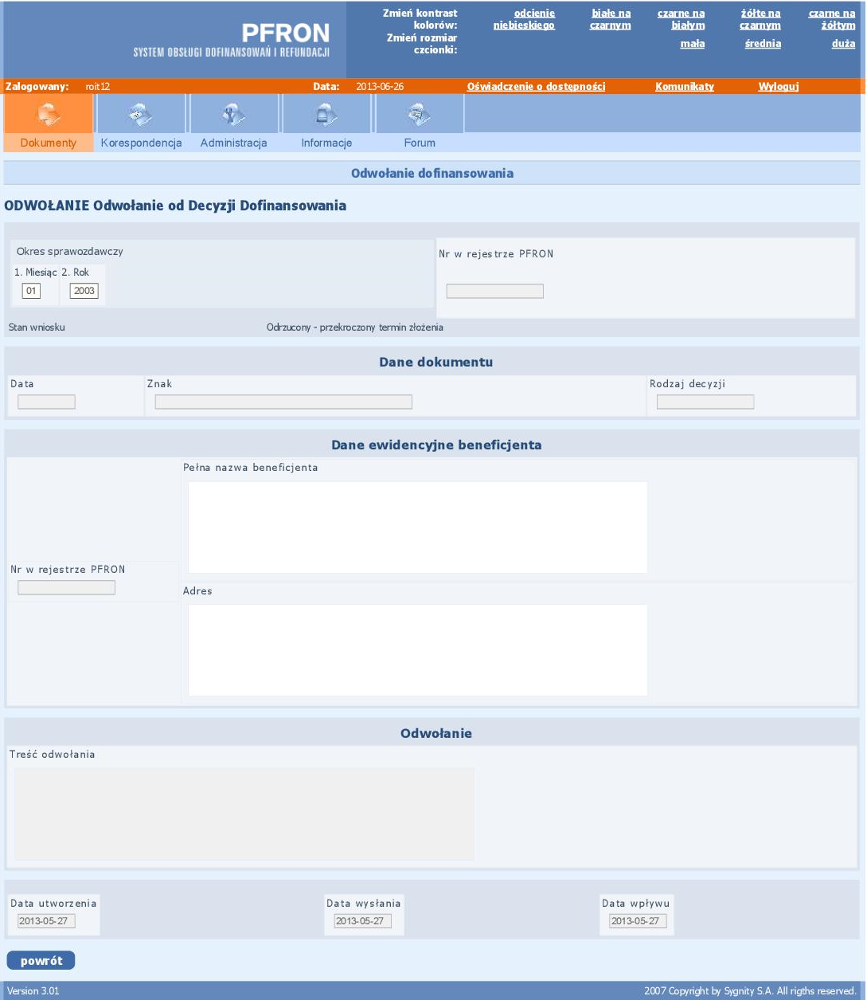 PFRON
SYSTEM OBSŁUGI DOFINANSOWAŃ I REFUNDACJI
Zmień kontrast kolorów:
odcienie niebieskiego
białe na czarnym
czarne na białym
żółte na czarnym
czarne na żółtym
Zmień rozmiar czcionki:
mała średnia duża
Zalogowany: roit12 Data: 2013-06-26 Oświadczenie o dostępności Komunikaty Wyloguj
Dokumenty Korespondencja Administracja Informacje Forum
Odwołanie dofinansowania
ODWOŁANIE Odwołanie od Decyzji Dofinansowania
Okres sprawozdawczy
1. Miesiąc 2. Rok
01 2003
Nr w rejestrze PFRON
Stan wniosku Odrzucony - przekroczony termin złożenia
Dane dokumentu
Data Znak Rodzaj decyzji
Dane ewidencyjne beneficjenta
Pełna nazwa beneficjenta
Nr w rejestrze PFRON
Adres
Odwołanie
Treść odwołania
Data utworzenia Data wysłania Data wpływu
2013-05-27 2013-05-27 2013-05-27
powrót
Version 3.01 2007 Copyright by Sygnity S.A. All rigths reserved.